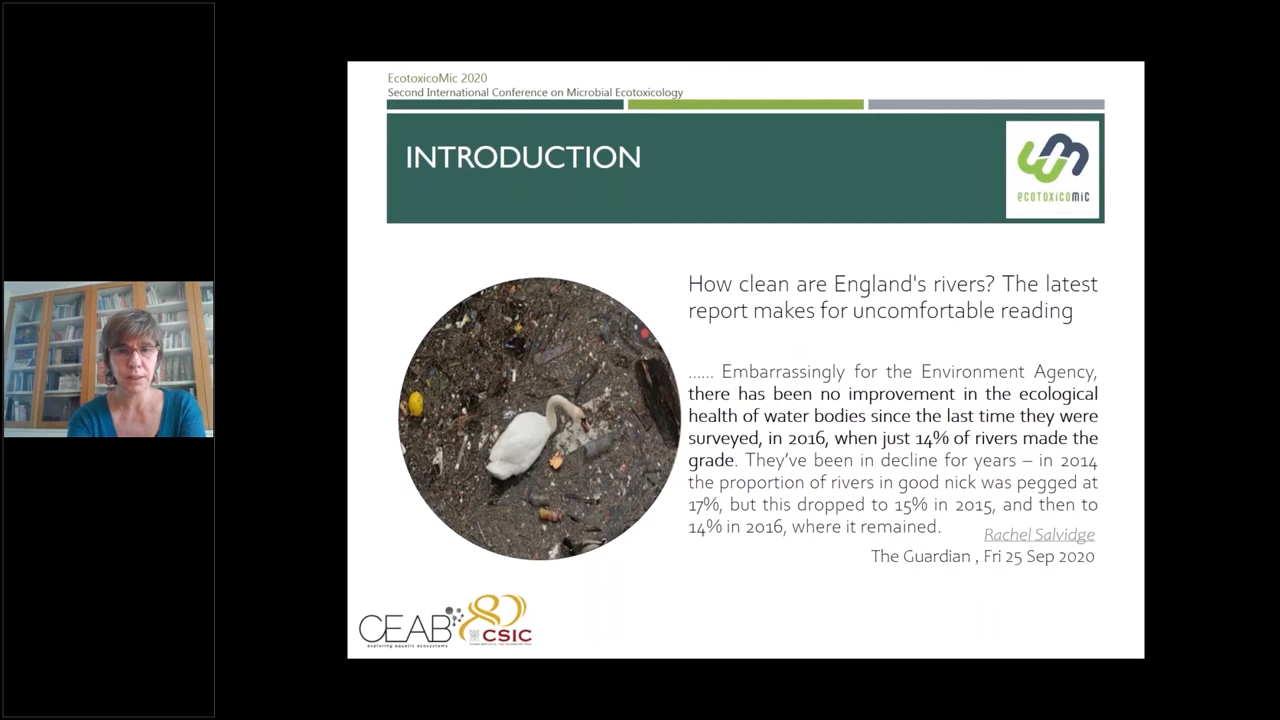 EcotoxicoMic 2020
Second International Conference on Microbial Ecotoxicology
INTRODUCTION
ecotoxicomic
How clean are England's rivers? The latest
report makes for uncomfortable reading
...... Embarrassingly for the Environment Agency,
there has been no improvement in the ecological
health of water bodies since the last time they were
surveyed, in 2016, when just 14% of rivers made the
grade. They've been in decline for years – in 2014
the proportion of rivers in good nick was pegged at
17%, but this dropped to 15% in 2015, and then to
14% in 2016, where it remained.
Rachel Salvidge
The Guardian , Fri 25 Sep 2020
CEAB
exploring aquatic ecosystems
80
CSIC